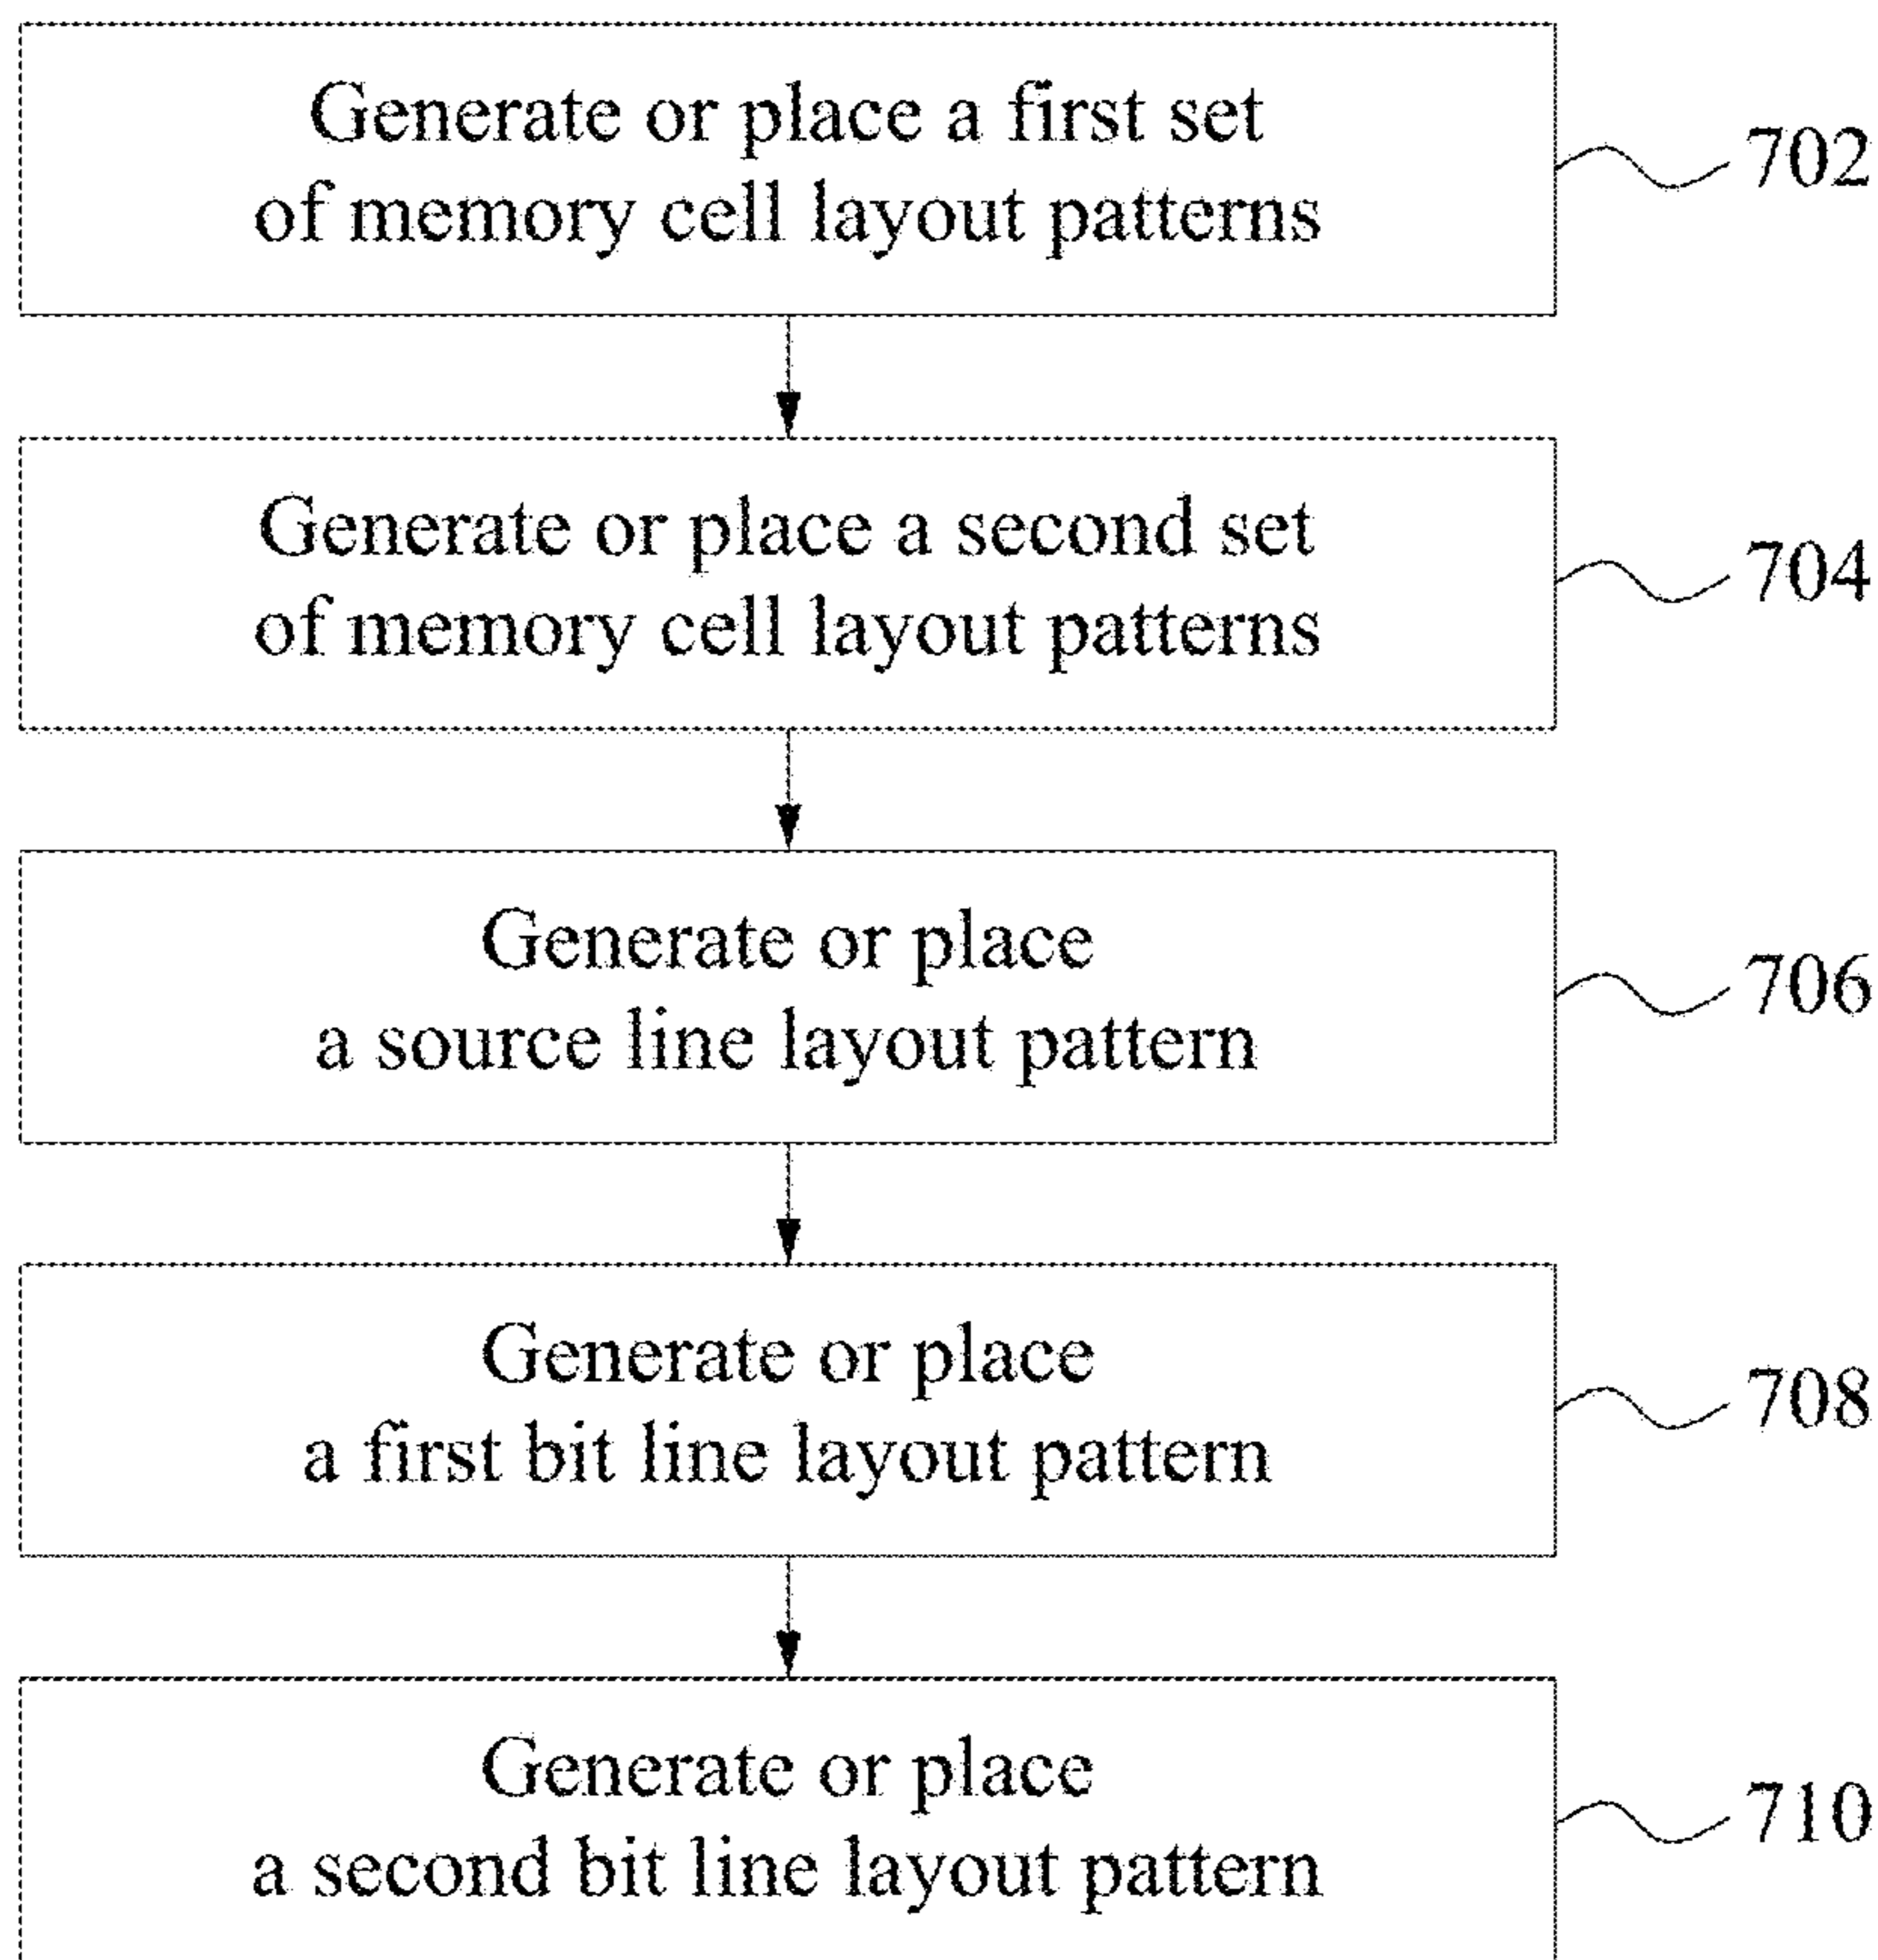 Generate or place a first set
of memory cell layout patterns
702
Generate or place a second set
of memory cell layout patterns
704
Generate or place
a source line layout pattern
706
Generate or place
a first bit line layout pattern
708
Generate or place
a second bit line layout pattern
710